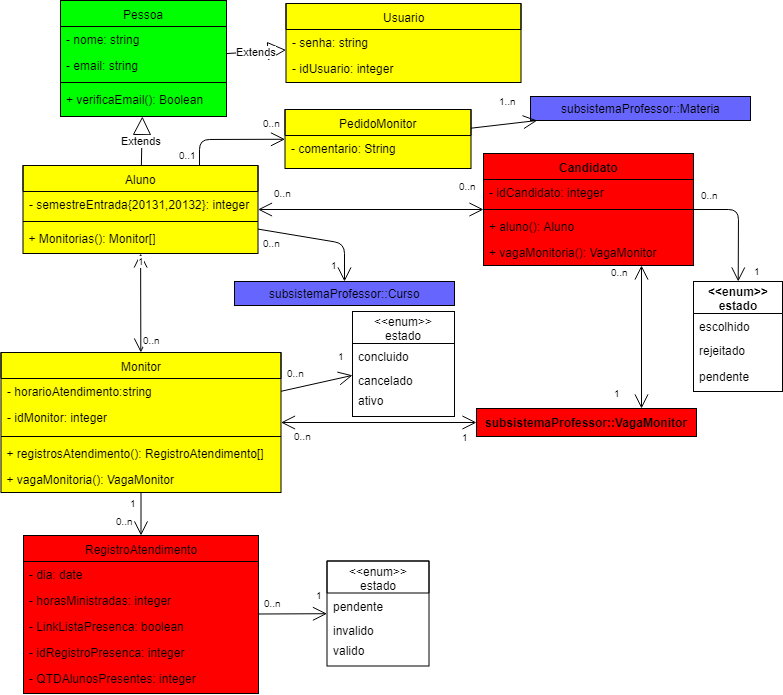 Pessoa
- nome: string
- email: string
+ verificaEmail(): Boolean
Extends
Usuario
- senha: string
- idUsuario: integer
Extends
0..1
0..n
PedidoMonitor
- comentario: String
1..n
subsistemaProfessor::Materia
Aluno
- semestreEntrada{20131,20132}: integer
+ Monitorias(): Monitor[]
0..n
0..n
Candidato
- idCandidato: integer
+ aluno(): Aluno
+ vagaMonitoria(): VagaMonitor
0..n
1
<<enum>>
estado
escolhido
rejeitado
pendente
0..n
1
subsistemaProfessor::Curso
1
0..n
0..n
1
Monitor
- horarioAtendimento:string
- idMonitor: integer
+ registrosAtendimento(): RegistroAtendimento[]
+ vagaMonitoria(): VagaMonitor
0..n
1
<<enum>>
estado
concluido
cancelado
ativo
0..n
1
subsistemaProfessor::VagaMonitor
1
0..n
RegistroAtendimento
- dia: date
- horasMinistradas: integer
- LinkListaPresenca: boolean
- idRegistroPresenca: integer
- QTDAlunosPresentes: integer
0..n
1
<<enum>>
estado
pendente
invalido
valido